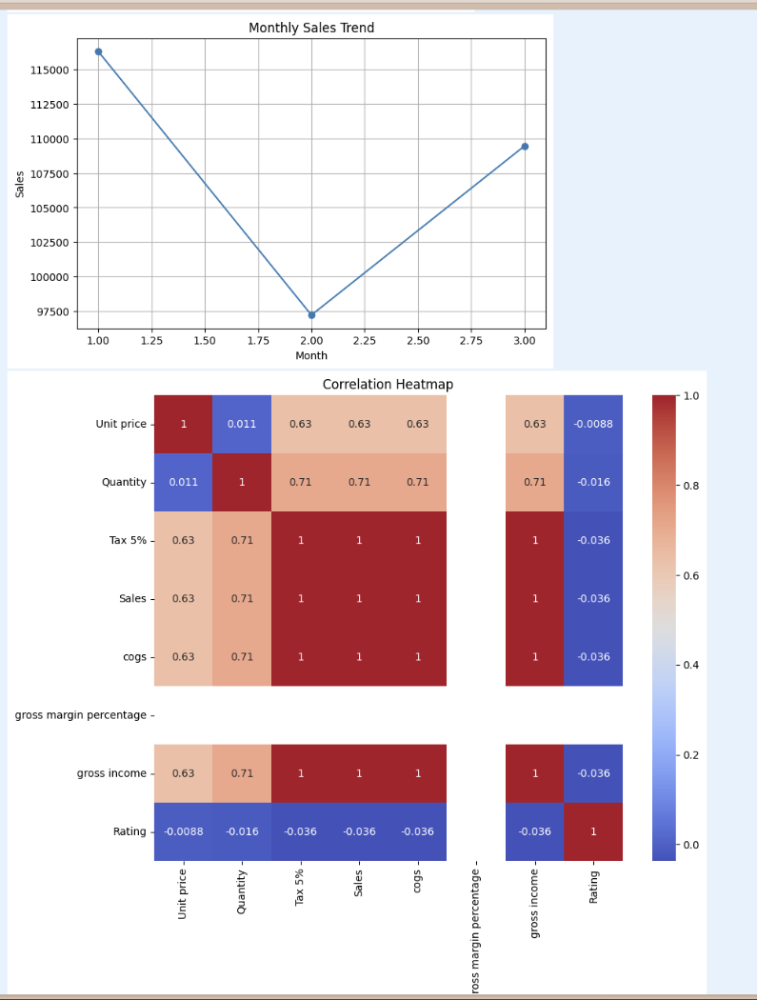 Monthly Sales Trend
115000
112500
110000
107500
105000
102500
100000
97500
Sales
1.00 1.25 1.50 1.75 2.00 2.25 2.50 2.75 3.00
Month
Correlation Heatmap
Unit price 1 0.011 0.63 0.63 0.63 0.63 -0.0088
Quantity 0.011 1 0.71 0.71 0.71 0.71 -0.016
Tax 5% 0.63 0.71 1 1 1 1 -0.036
Sales 0.63 0.71 1 1 1 1 -0.036
cogs 0.63 0.71 1 1 1 1 -0.036
gross margin percentage
gross income 0.63 0.71 1 1 1 1 -0.036
Rating -0.0088 -0.016 -0.036 -0.036 -0.036 -0.036 1
Unit price
Quantity
Tax 5%
Sales
cogs
ross margin percentage
gross income
Rating
1.0
0.8
0.6
0.4
0.2
0.0